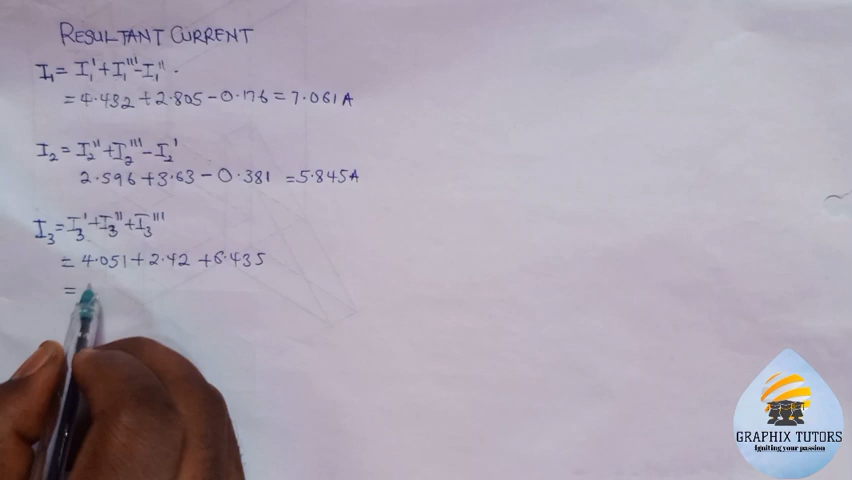 RESULTANT CURRENT
I₁ = I₁' + I₁''' - I₁'' .
= 4.432 + 2.805 - 0.176 = 7.061A
I₂ = I₂'' + I₂''' - I₂'
2.596 + 3.63 - 0.381 = 5.845A
I₃ = I₃' + I₃'' + I₃'''
= 4.051 + 2.42 + 6.435
=
GRAPHIX TUTORS
igniting your passion